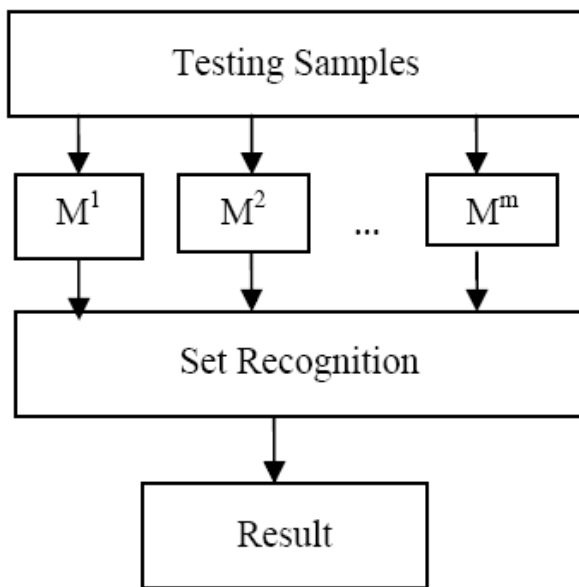 Testing Samples
M¹ M² ... Mᵐ
Set Recognition
Result